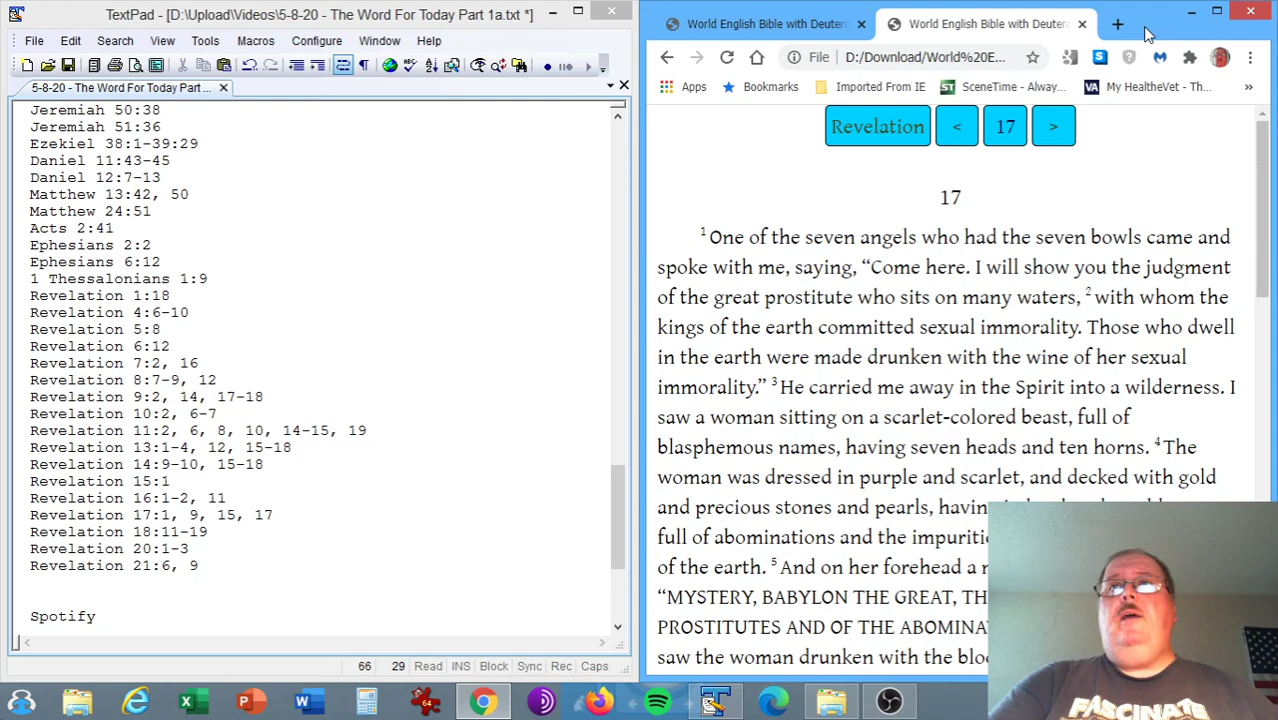 TextPad - [D:\Upload\Videos\5-8-20 - The Word For Today Part 1a.txt *]
File Edit Search View Tools Macros Configure Window Help
5-8-20 - The Word For Today Part ...
Jeremiah 50:38
Jeremiah 51:36
Ezekiel 38:1-39:29
Daniel 11:43-45
Daniel 12:7-13
Matthew 13:42, 50
Matthew 24:51
Acts 2:41
Ephesians 2:2
Ephesians 6:12
1 Thessalonians 1:9
Revelation 1:18
Revelation 4:6-10
Revelation 5:8
Revelation 6:12
Revelation 7:2, 16
Revelation 8:7-9, 12
Revelation 9:2, 14, 17-18
Revelation 10:2, 6-7
Revelation 11:2, 6, 8, 10, 14-15, 19
Revelation 13:1-4, 12, 15-18
Revelation 14:9-10, 15-18
Revelation 15:1
Revelation 16:1-2, 11
Revelation 17:1, 9, 15, 17
Revelation 18:11-19
Revelation 20:1-3
Revelation 21:6, 9
Spotify
66 29 Read INS Block Sync Rec Caps
World English Bible with Deutero
World English Bible with Deutero
File D:/Download/World%20E...
Apps Bookmarks Imported From IE SceneTime - Alway... My HealtheVet - Th... »
Revelation < 17 >
17
1 One of the seven angels who had the seven bowls came and
spoke with me, saying, “Come here. I will show you the judgment
of the great prostitute who sits on many waters, 2 with whom the
kings of the earth committed sexual immorality. Those who dwell
in the earth were made drunken with the wine of her sexual
immorality.” 3 He carried me away in the Spirit into a wilderness. I
saw a woman sitting on a scarlet-colored beast, full of
blasphemous names, having seven heads and ten horns. 4 The
woman was dressed in purple and scarlet, and decked with gold
and precious stones and pearls, having
full of abominations and the impurities
of the earth. 5 And on her forehead a
“MYSTERY, BABYLON THE GREAT, TH
PROSTITUTES AND OF THE ABOMINA
saw the woman drunken with the bloo
FASCINATE
64